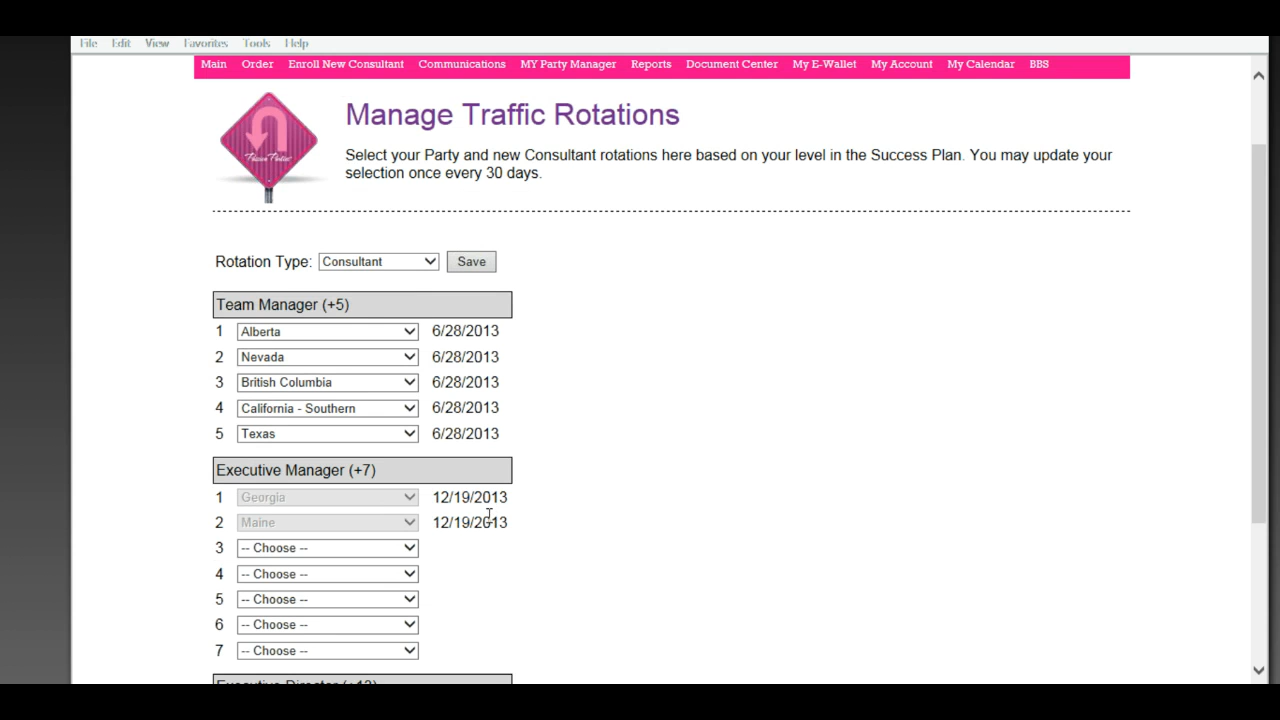 File Edit View Favorites Tools Help
Main Order Enroll New Consultant Communications MY Party Manager Reports Document Center My E-Wallet My Account My Calendar BBS
Manage Traffic Rotations
Passion Parties
Select your Party and new Consultant rotations here based on your level in the Success Plan. You may update your
selection once every 30 days.
Rotation Type: Consultant Save
Team Manager (+5)
1 Alberta 6/28/2013
2 Nevada 6/28/2013
3 British Columbia 6/28/2013
4 California - Southern 6/28/2013
5 Texas 6/28/2013
Executive Manager (+7)
1 Georgia 12/19/2013
2 Maine 12/19/2013
3 -- Choose --
4 -- Choose --
5 -- Choose --
6 -- Choose --
7 -- Choose --
Executive Director